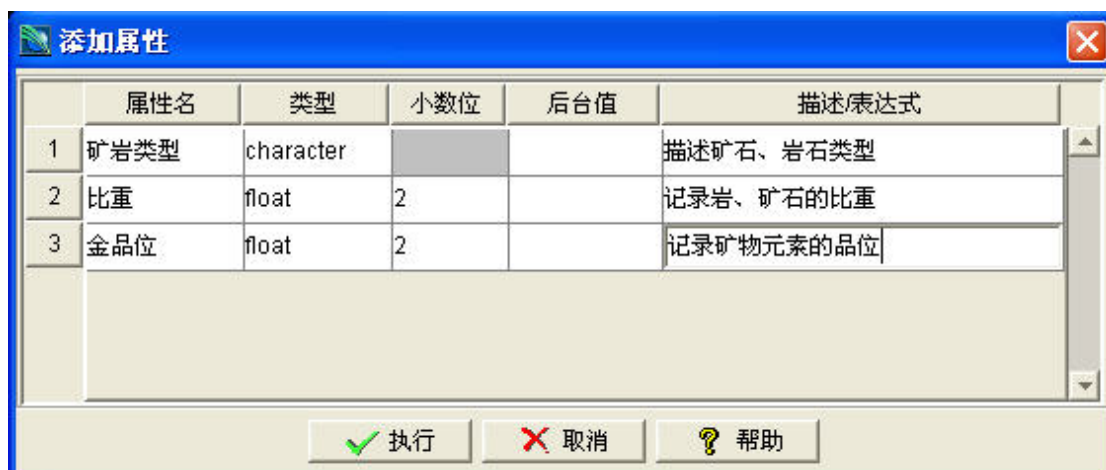 添加属性
属性名 类型 小数位 后台值 描述/表达式
1 矿岩类型 character 描述矿石、岩石类型
2 比重 float 2 记录岩、矿石的比重
3 金品位 float 2 记录矿物元素的品位
执行 取消 帮助